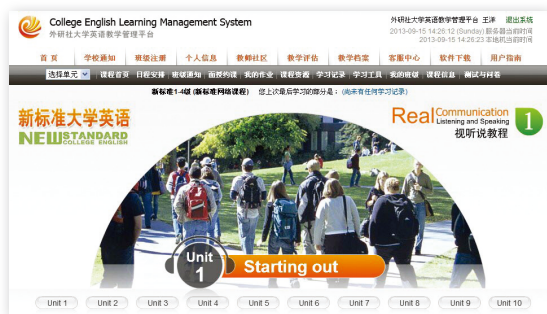 College English Learning Management System
外研社大学英语教学管理平台
外研社大学英语教学管理平台 王洋 退出系统
2013-09-15 14:26:12 (Sunday) 服务器当前时间
2013-09-15 14:26:23 本地机当前时间
首 页 学校通知 班级注册 个人信息 教师社区 教学评估 教学档案 客服中心 软件下载 用户指南
选择单元 课程首页 日程安排 班级通知 面授约课 我的作业 课程资源 学习记录 学习工具 我的班级 课程信息 测试与问卷
新标准1-4级 (新标准网络课程) 您上次最后学习的部分是： (尚未有任何学习记录)
新标准大学英语
NEW STANDARD
COLLEGE ENGLISH
Real Communication
Listening and Speaking
视听说教程
1
Unit
1
Starting out
Unit 1 Unit 2 Unit 3 Unit 4 Unit 5 Unit 6 Unit 7 Unit 8 Unit 9 Unit 10